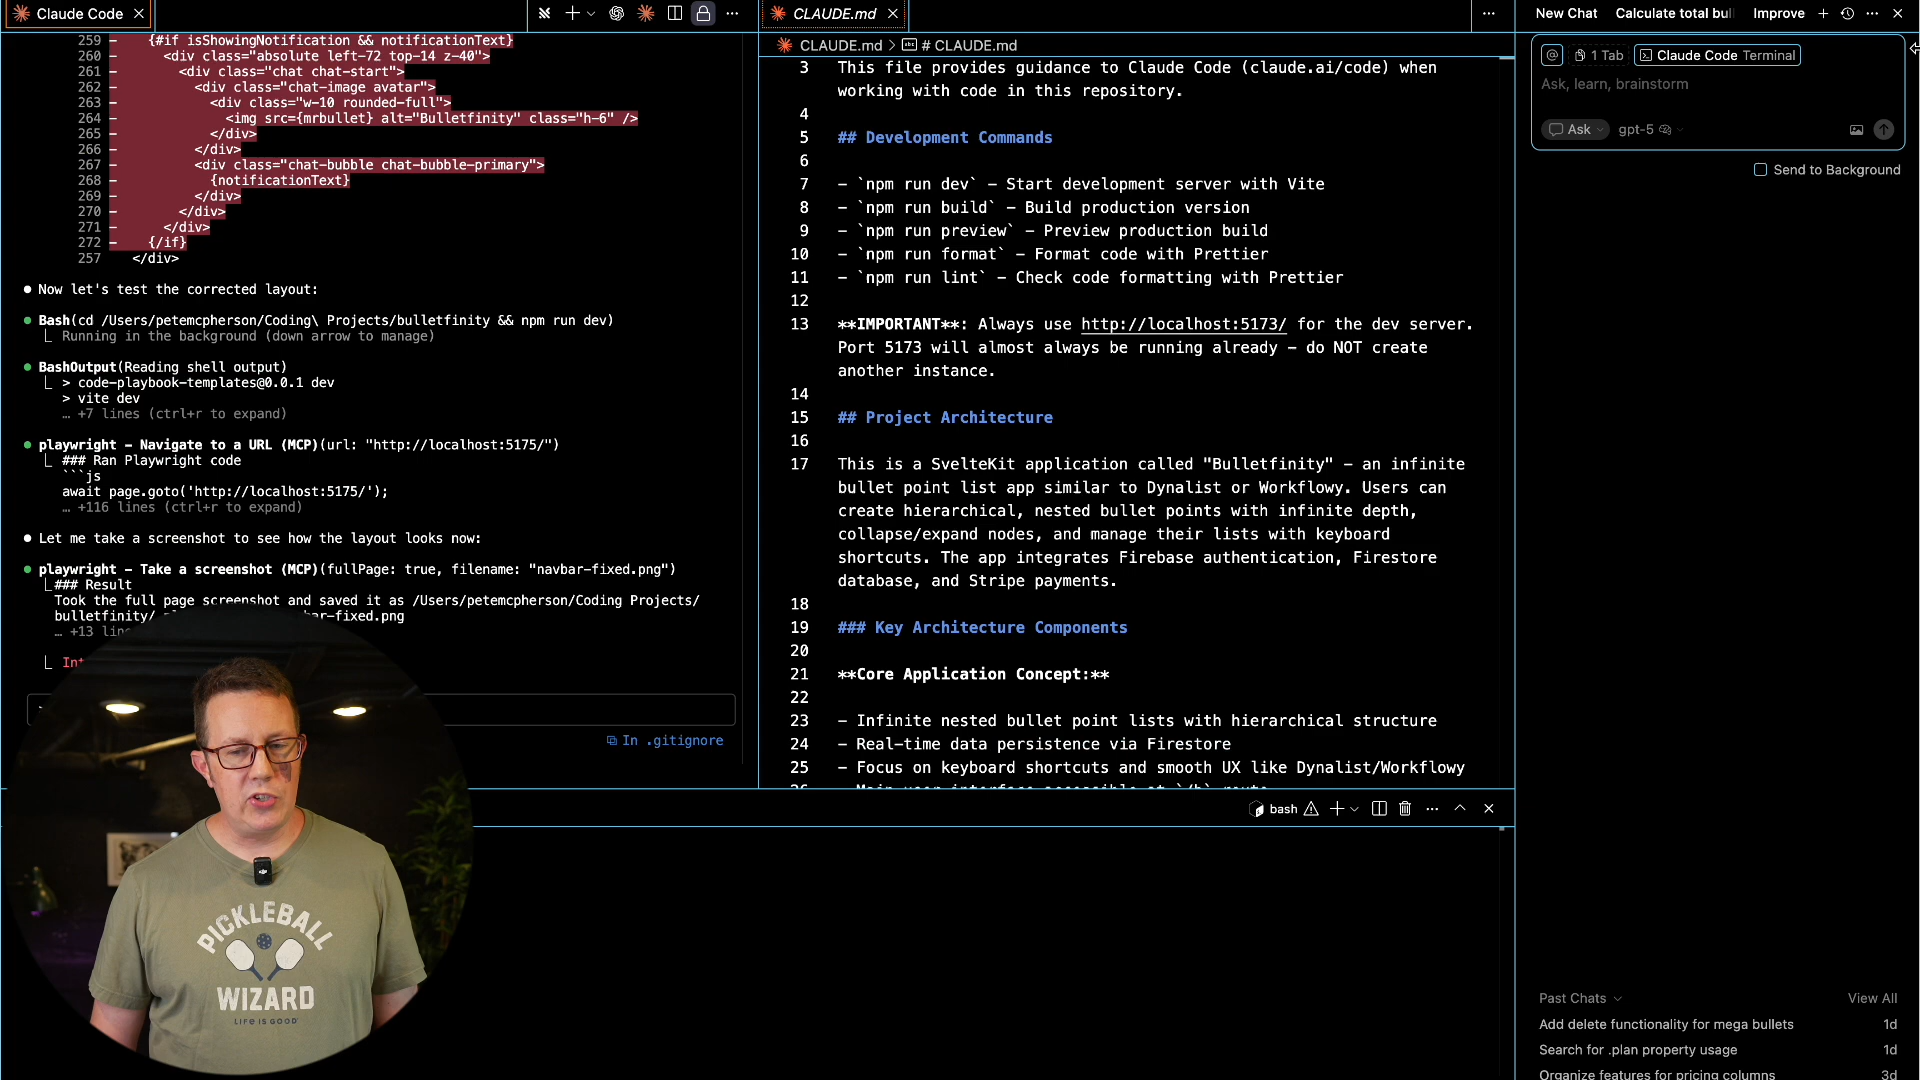 Claude Code
259 - {#if isShowingNotification && notificationText}
260 - <div class="absolute left-72 top-14 z-40">
261 - <div class="chat chat-start">
262 - <div class="chat-image avatar">
263 - <div class="w-10 rounded-full">
264 - <img src={mrbullet} alt="Bulletfinity" class="h-6" />
265 - </div>
266 - </div>
267 - <div class="chat-bubble chat-bubble-primary">
268 - {notificationText}
269 - </div>
270 - </div>
271 - </div>
272 - {/if}
257 </div>
Now let's test the corrected layout:
Bash(cd /Users/petemcpherson/Coding\ Projects/bulletfinity && npm run dev)
Running in the background (down arrow to manage)
BashOutput(Reading shell output)
> code-playbook-templates@0.0.1 dev
> vite dev
… +7 lines (ctrl+r to expand)
playwright - Navigate to a URL (MCP)(url: "http://localhost:5175/")
### Ran Playwright code
```js
await page.goto('http://localhost:5175/');
… +116 lines (ctrl+r to expand)
Let me take a screenshot to see how the layout looks now:
playwright - Take a screenshot (MCP)(fullPage: true, filename: "navbar-fixed.png")
### Result
Took the full page screenshot and saved it as /Users/petemcpherson/Coding Projects/
bulletfinity/ bar-fixed.png
… +13 line
Int
In .gitignore
PICKLEBALL
WIZARD
LIFE IS GOOD
CLAUDE.md
CLAUDE.md > # CLAUDE.md
3 This file provides guidance to Claude Code (claude.ai/code) when
working with code in this repository.
4
5 ## Development Commands
6
7 - `npm run dev` - Start development server with Vite
8 - `npm run build` - Build production version
9 - `npm run preview` - Preview production build
10 - `npm run format` - Format code with Prettier
11 - `npm run lint` - Check code formatting with Prettier
12
13 **IMPORTANT**: Always use http://localhost:5173/ for the dev server.
Port 5173 will almost always be running already - do NOT create
another instance.
14
15 ## Project Architecture
16
17 This is a SvelteKit application called "Bulletfinity" - an infinite
bullet point list app similar to Dynalist or Workflowy. Users can
create hierarchical, nested bullet points with infinite depth,
collapse/expand nodes, and manage their lists with keyboard
shortcuts. The app integrates Firebase authentication, Firestore
database, and Stripe payments.
18
19 ### Key Architecture Components
20
21 **Core Application Concept:**
22
23 - Infinite nested bullet point lists with hierarchical structure
24 - Real-time data persistence via Firestore
25 - Focus on keyboard shortcuts and smooth UX like Dynalist/Workflowy
26 - Main user interface accessible at `/b` route
bash
New Chat Calculate total bul Improve
@ 1 Tab Claude Code Terminal
Ask, learn, brainstorm
Ask gpt-5
Send to Background
Past Chats View All
Add delete functionality for mega bullets 1d
Search for .plan property usage 1d
Organize features for pricing columns 3d